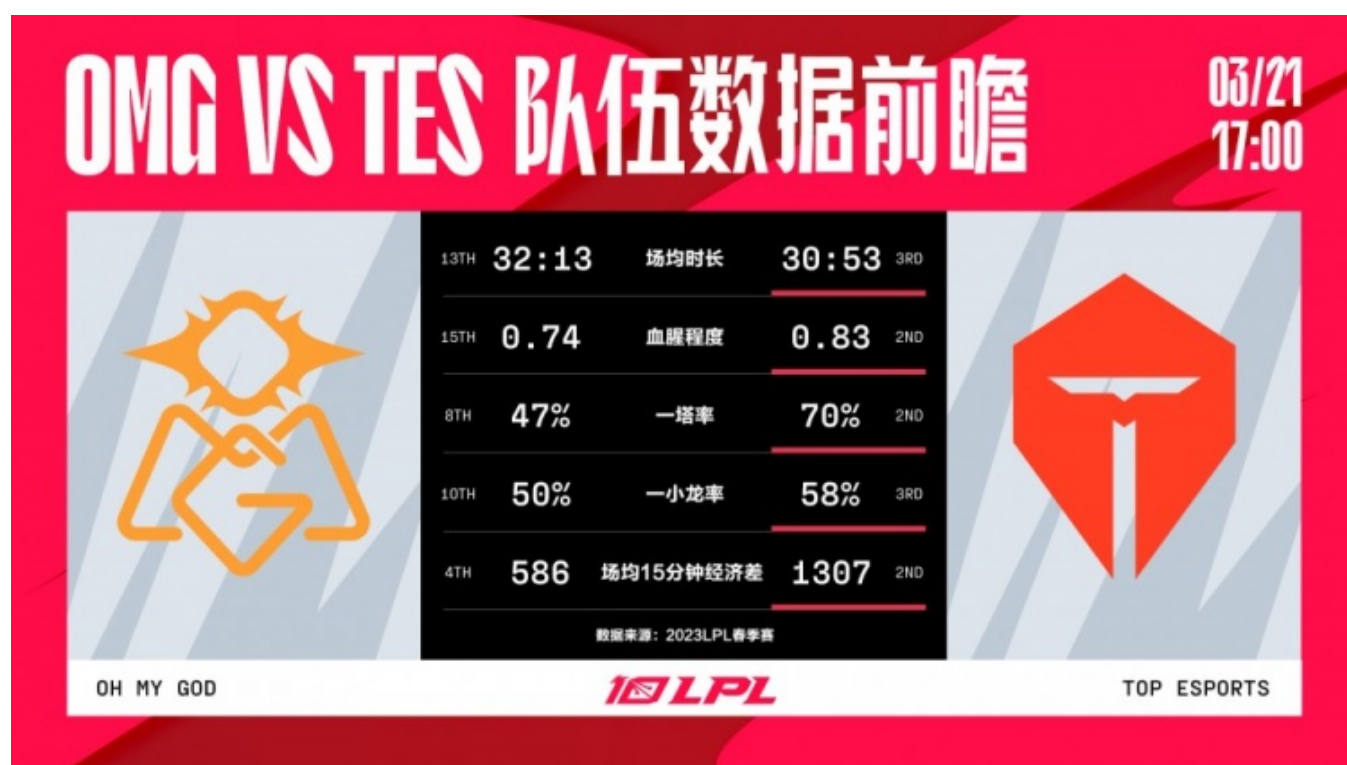 OMG VS TES 队伍数据前瞻
03/21
17:00
13TH 32:13 场均时长 30:53 3RD
15TH 0.74 血腥程度 0.83 2ND
8TH 47% 一塔率 70% 2ND
10TH 50% 一小龙率 58% 3RD
4TH 586 场均15分钟经济差 1307 2ND
数据来源：2023LPL春季赛
OH MY GOD
10 LPL
TOP ESPORTS